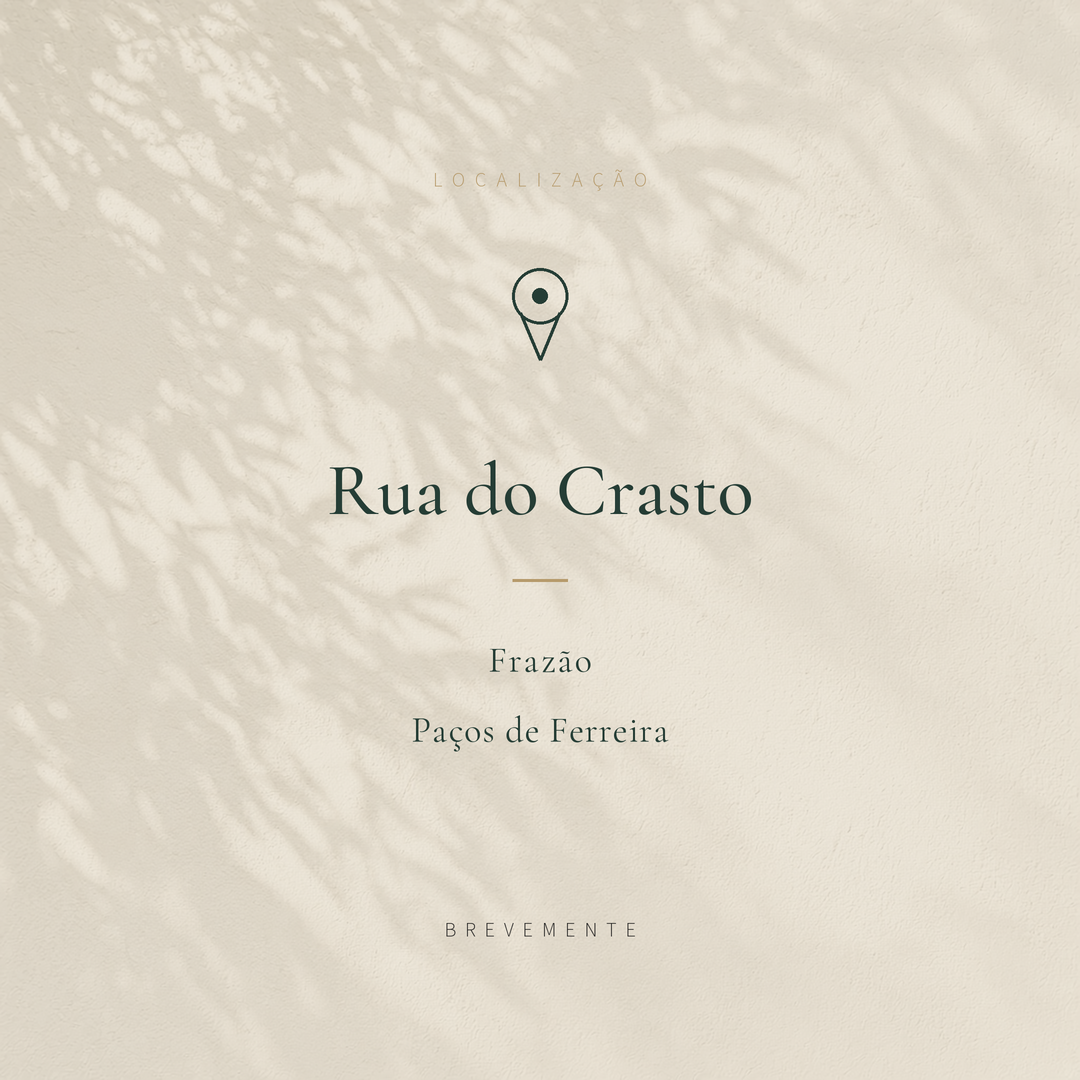 LOCALIZAÇÃO
Rua do Crasto
Frazão
Paços de Ferreira
BREVEMENTE